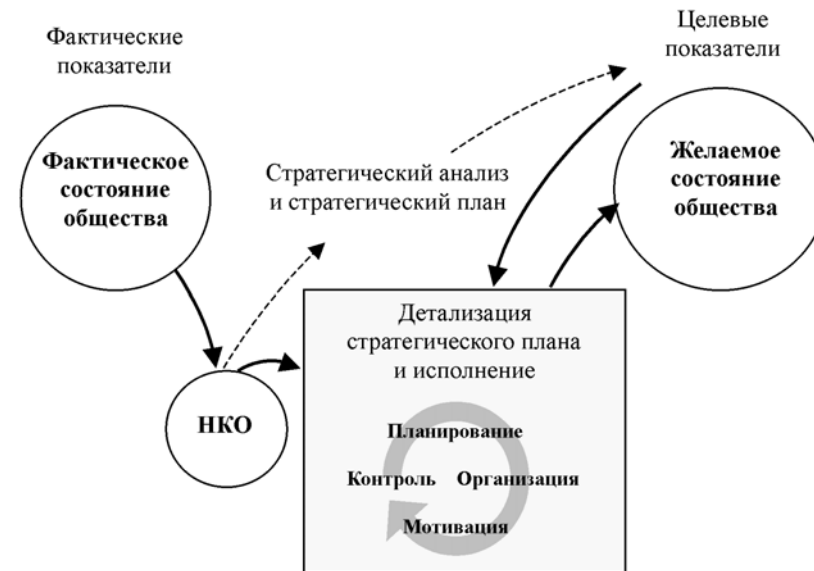 Фактические
показатели
Целевые
показатели
Фактическое
состояние
общества
Стратегический анализ
и стратегический план
Желаемое
состояние
общества
НКО
Детализация
стратегического плана
и исполнение
Планирование
Контроль Организация
Мотивация